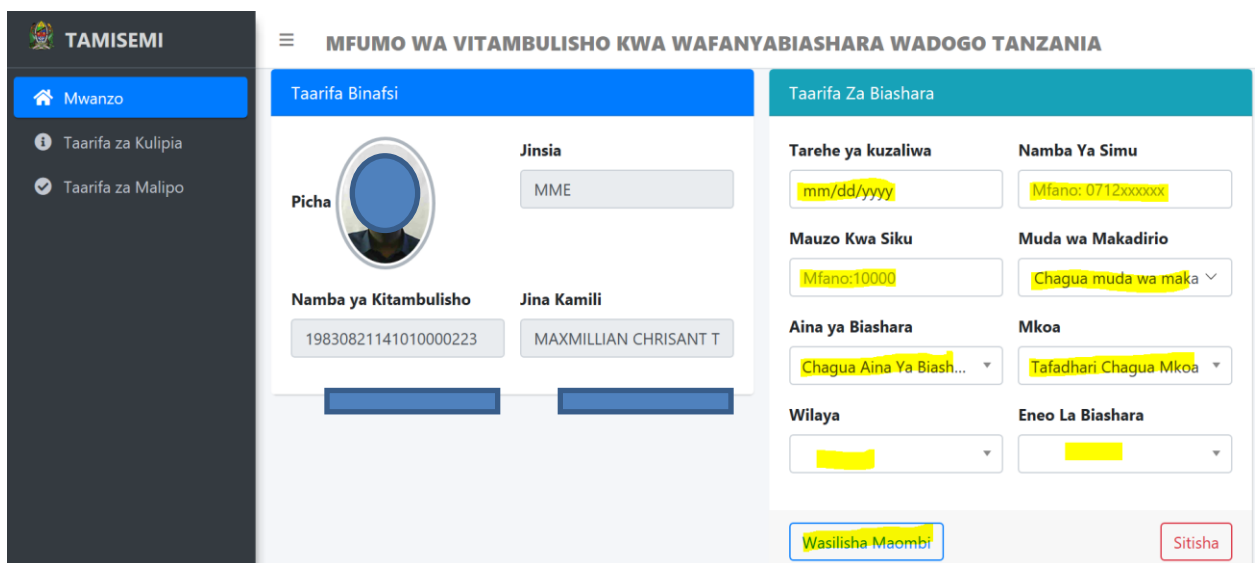 TAMISEMI
MFUMO WA VITAMBULISHO KWA WAFANYABIASHARA WADOGO TANZANIA
Mwanzo
Taarifa za Kulipia
Taarifa za Malipo
Taarifa Binafsi
Picha
Jinsia
MME
Namba ya Kitambulisho
19830821141010000223
Jina Kamili
MAXMILLIAN CHRISANT T
Taarifa Za Biashara
Tarehe ya kuzaliwa
mm/dd/yyyy
Namba Ya Simu
Mfano: 0712xxxxxx
Mauzo Kwa Siku
Mfano:10000
Muda wa Makadirio
Chagua muda wa maka
Aina ya Biashara
Chagua Aina Ya Biash...
Mkoa
Tafadhari Chagua Mkoa
Wilaya
Eneo La Biashara
Wasilisha Maombi
Sitisha